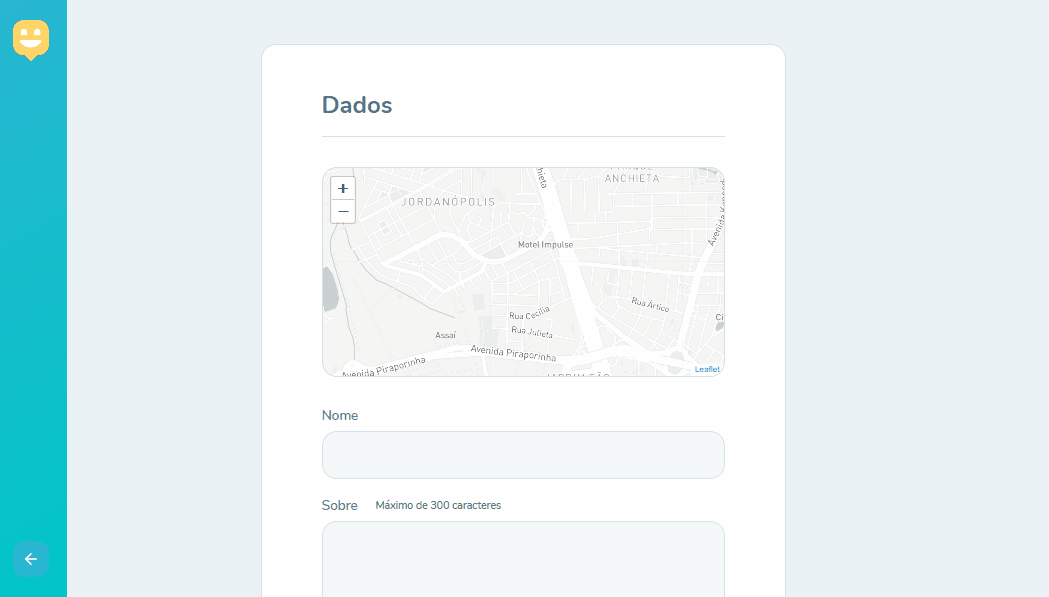 Dados
+
−
ANCHIETA
JORDANÓPOLIS
Motel Impulse
Rua Ártico
Rua Cecília
Rua Julieta
Assaí
Avenida Piraporinha
Avenida Piraporinha
Leaflet
Nome
Sobre Máximo de 300 caracteres